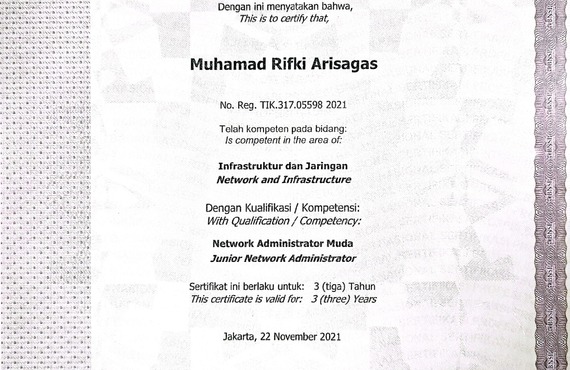 Dengan ini menyatakan bahwa,
This is to certify that,
Muhamad Rifki Arisagas
No. Reg. TIK.317.05598 2021
Telah kompeten pada bidang:
Is competent in the area of:
Infrastruktur dan Jaringan
Network and Infrastructure
Dengan Kualifikasi / Kompetensi:
With Qualification / Competency:
Network Administrator Muda
Junior Network Administrator
Sertifikat ini berlaku untuk: 3 (tiga) Tahun
This certificate is valid for: 3 (three) Years
Jakarta, 22 November 2021